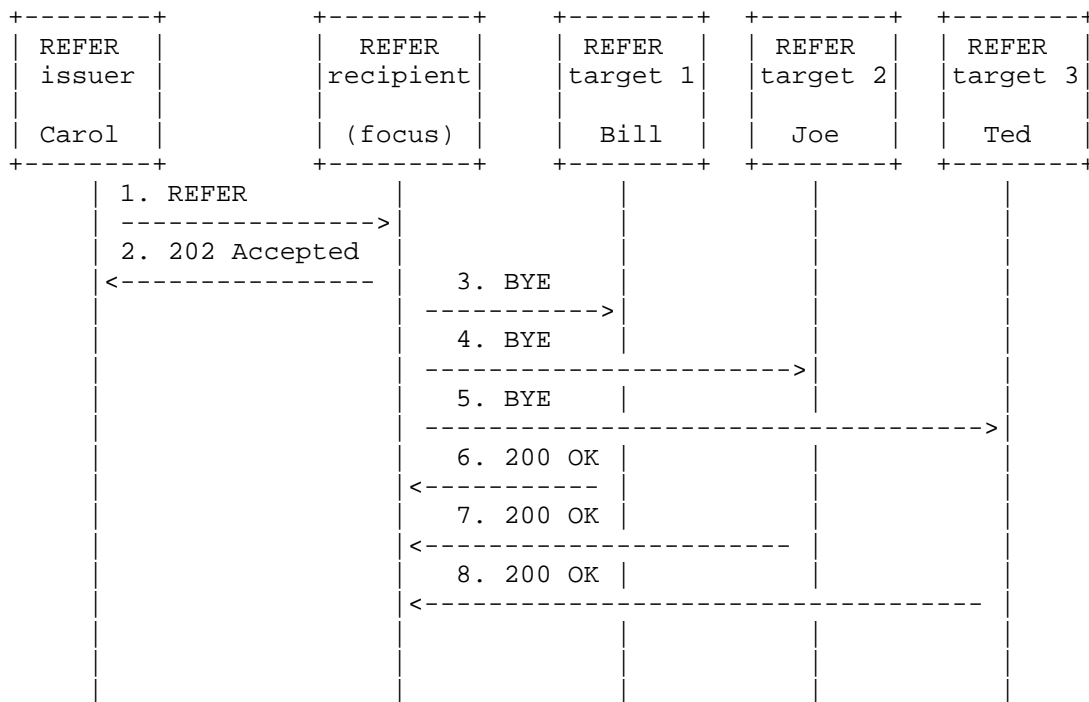 REFER REFER REFER REFER REFER
issuer recipient target 1 target 2 target 3
Carol (focus) Bill Joe Ted
1. REFER
2. 202 Accepted
3. BYE
4. BYE
5. BYE
6. 200 OK
7. 200 OK
8. 200 OK